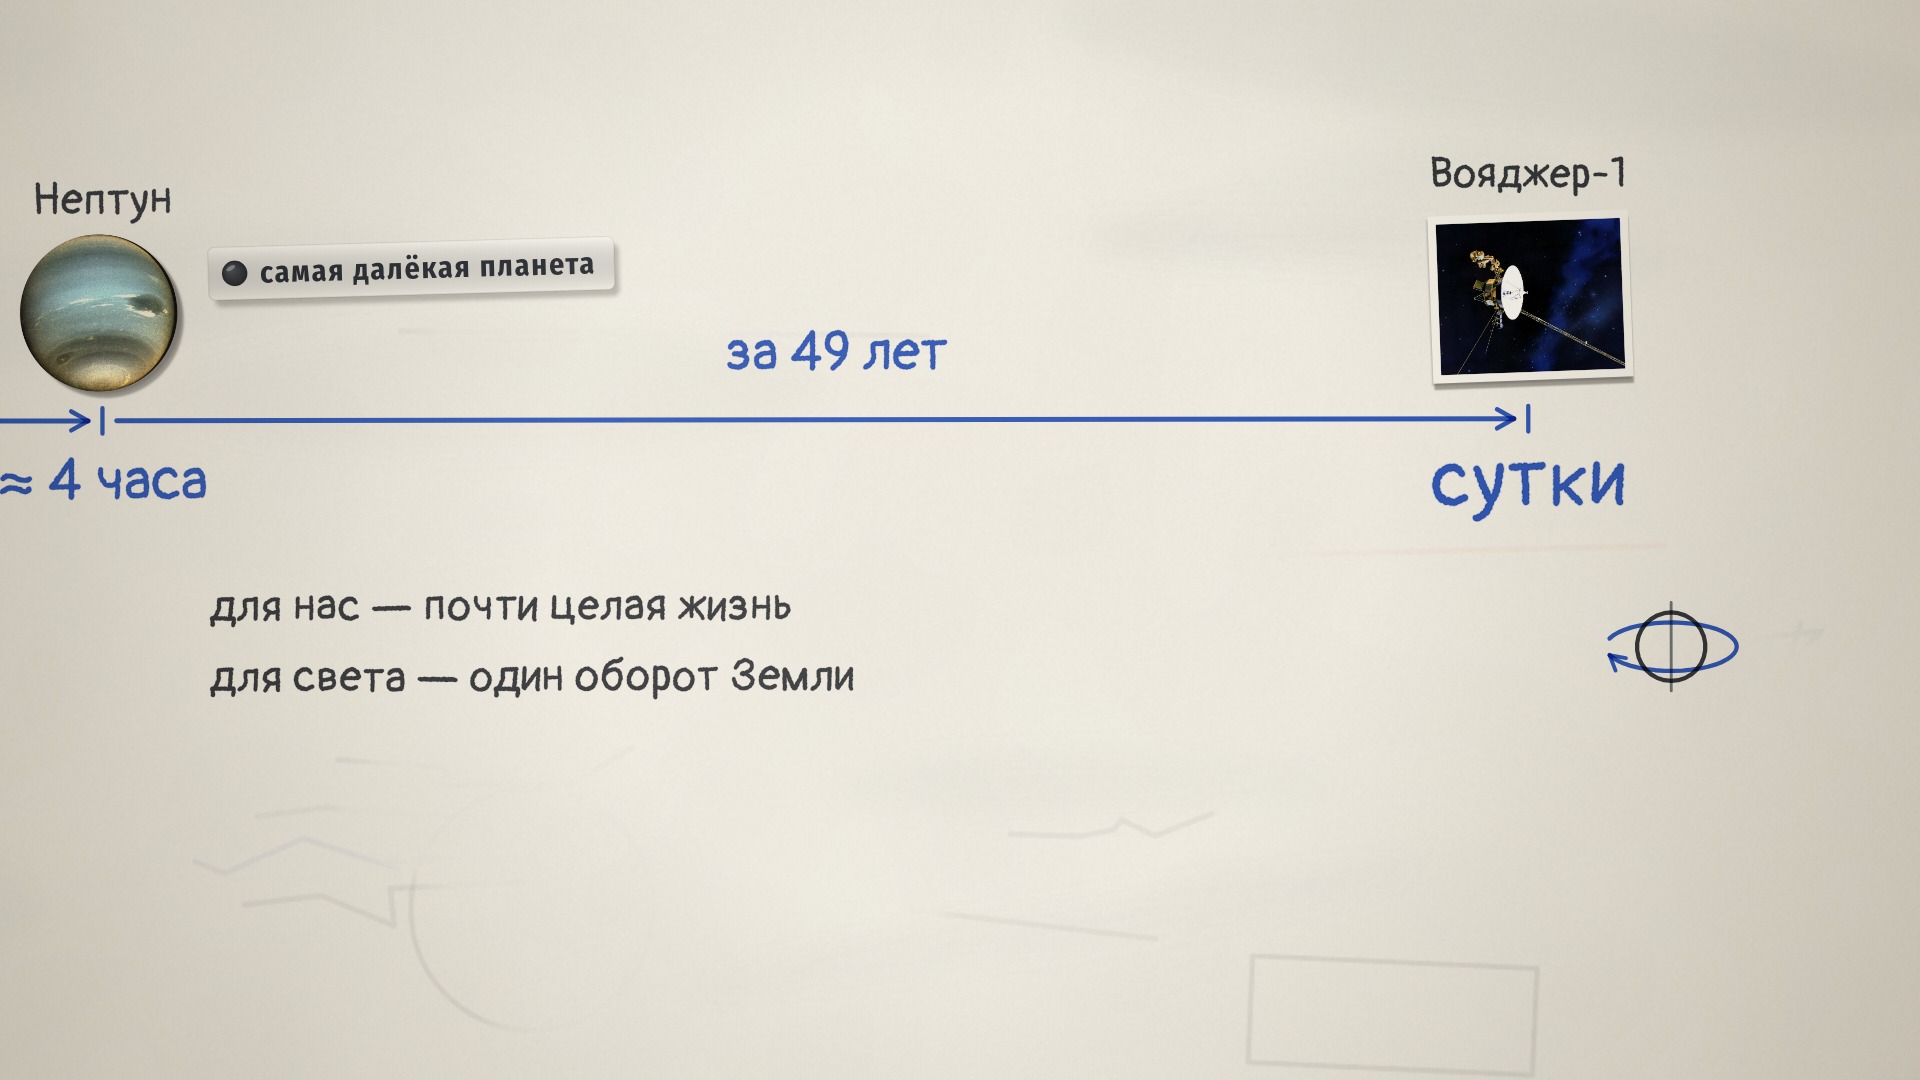 Нептун
Вояджер-1
самая далёкая планета
за 49 лет
≈ 4 часа
сутки
для нас — почти целая жизнь
для света — один оборот Земли